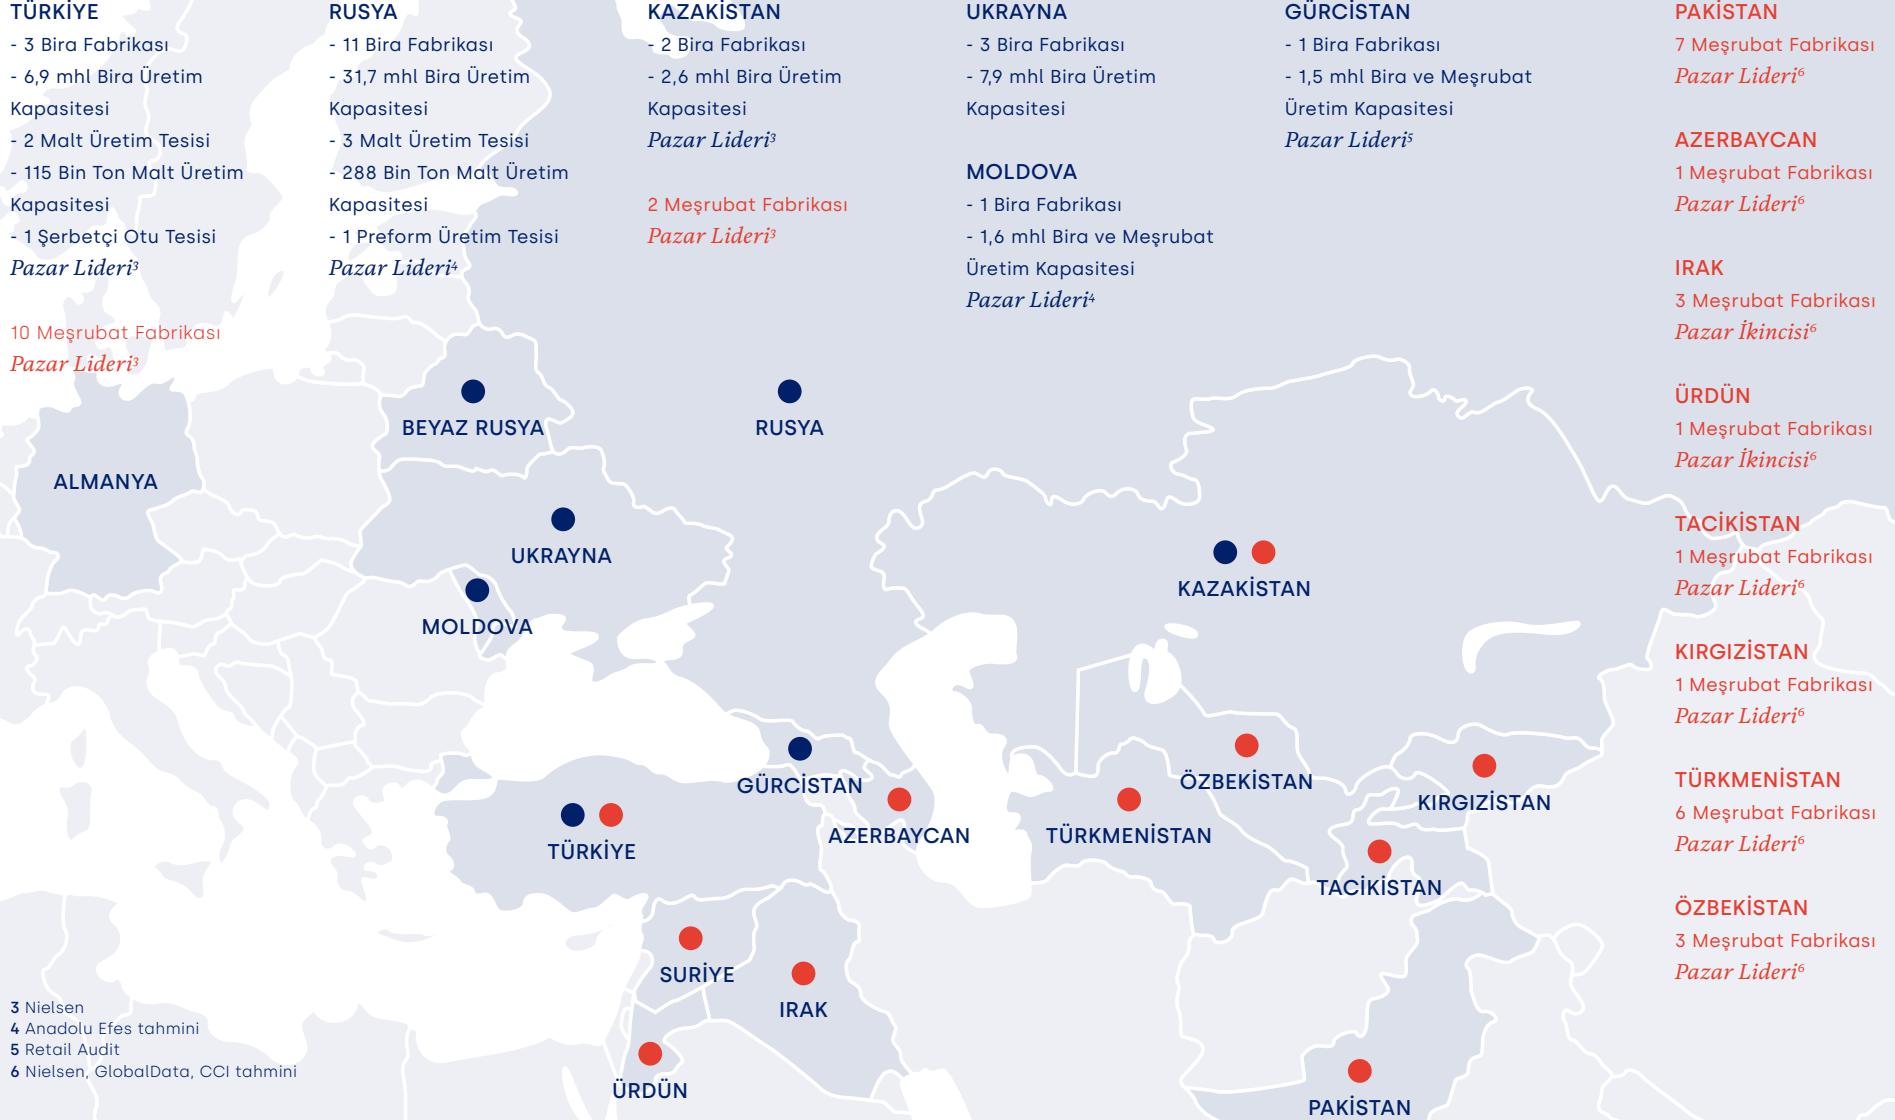 TÜRKİYE
- 3 Bira Fabrikası
- 6,9 mhl Bira Üretim
Kapasitesi
- 2 Malt Üretim Tesisi
- 115 Bin Ton Malt Üretim
Kapasitesi
- 1 Şerbetçi Otu Tesisi
Pazar Lideri³
10 Meşrubat Fabrikası
Pazar Lideri³
RUSYA
- 11 Bira Fabrikası
- 31,7 mhl Bira Üretim
Kapasitesi
- 3 Malt Üretim Tesisi
- 288 Bin Ton Malt Üretim
Kapasitesi
- 1 Preform Üretim Tesisi
Pazar Lideri⁴
KAZAKİSTAN
- 2 Bira Fabrikası
- 2,6 mhl Bira Üretim
Kapasitesi
Pazar Lideri³
2 Meşrubat Fabrikası
Pazar Lideri³
UKRAYNA
- 3 Bira Fabrikası
- 7,9 mhl Bira Üretim
Kapasitesi
MOLDOVA
- 1 Bira Fabrikası
- 1,6 mhl Bira ve Meşrubat
Üretim Kapasitesi
Pazar Lideri⁴
GÜRCİSTAN
- 1 Bira Fabrikası
- 1,5 mhl Bira ve Meşrubat
Üretim Kapasitesi
Pazar Lideri⁵
PAKİSTAN
7 Meşrubat Fabrikası
Pazar Lideri⁶
AZERBAYCAN
1 Meşrubat Fabrikası
Pazar Lideri⁶
IRAK
3 Meşrubat Fabrikası
Pazar İkincisi⁶
ÜRDÜN
1 Meşrubat Fabrikası
Pazar İkincisi⁶
TACİKİSTAN
1 Meşrubat Fabrikası
Pazar Lideri⁶
KIRGIZİSTAN
1 Meşrubat Fabrikası
Pazar Lideri⁶
TÜRKMENİSTAN
6 Meşrubat Fabrikası
Pazar Lideri⁶
ÖZBEKİSTAN
3 Meşrubat Fabrikası
Pazar Lideri⁶
BEYAZ RUSYA
RUSYA
ALMANYA
UKRAYNA
KAZAKİSTAN
MOLDOVA
GÜRCİSTAN
ÖZBEKİSTAN
KIRGIZİSTAN
AZERBAYCAN
TÜRKMENİSTAN
TÜRKİYE
TACİKİSTAN
SURİYE
IRAK
ÜRDÜN
PAKİSTAN
3 Nielsen
4 Anadolu Efes tahmini
5 Retail Audit
6 Nielsen, GlobalData, CCI tahmini